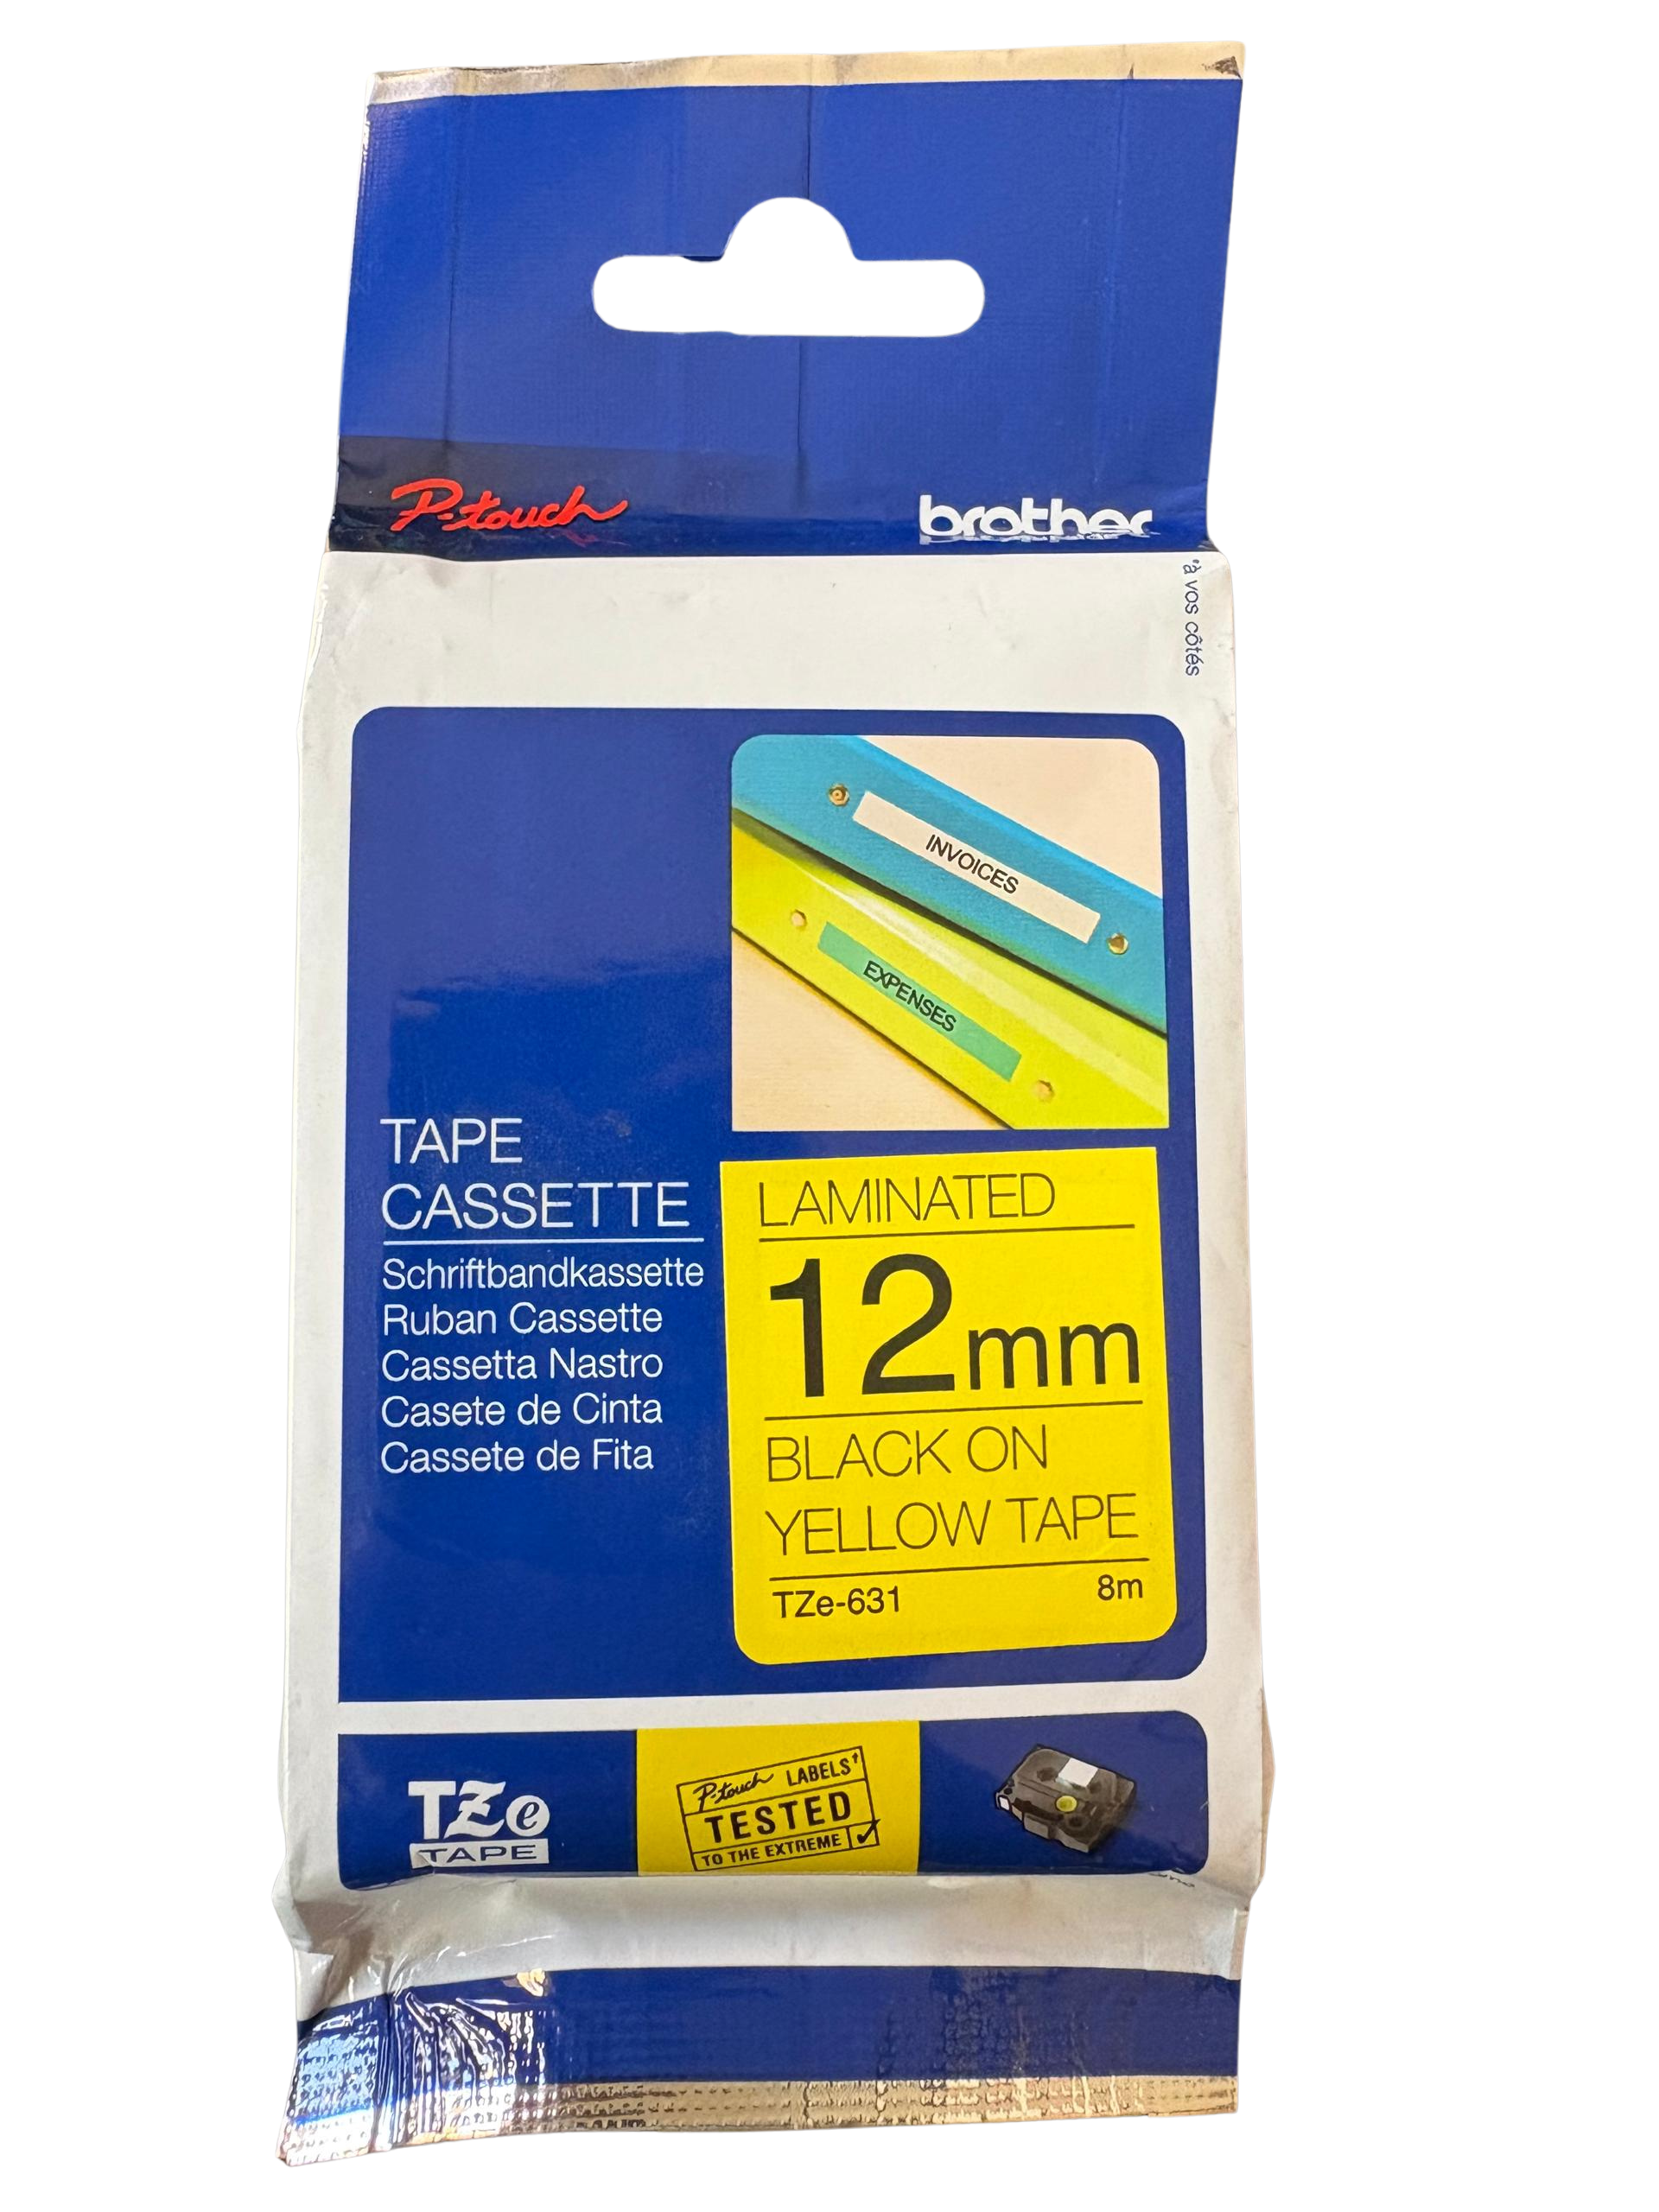 P-touch
brother
"à vos côtés
INVOICES
EXPENSES
TAPE
CASSETTE
Schriftbandkassette
Ruban Cassette
Cassetta Nastro
Casete de Cinta
Cassete de Fita
LAMINATED
12mm
BLACK ON
YELLOW TAPE
TZe-631 8m
TZe
TAPE
P-touch LABELS†
TESTED
TO THE EXTREME